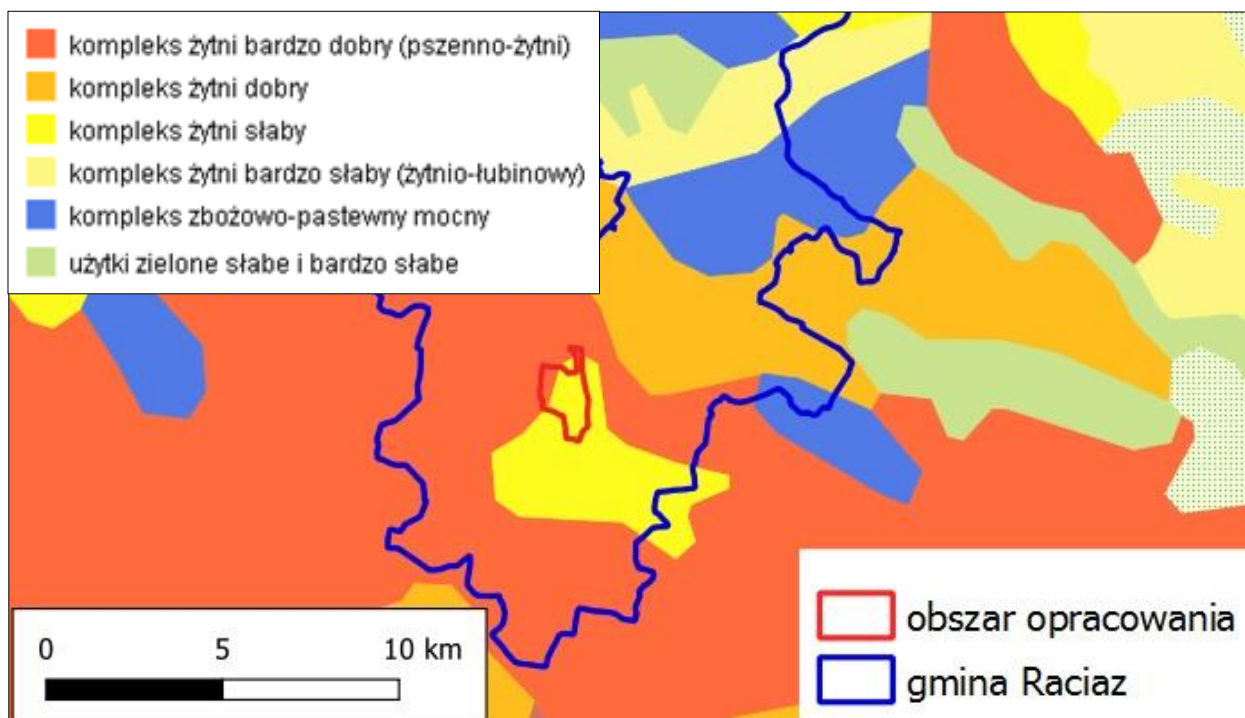 kompleks żytni bardzo dobry (pszenno-żytni)
kompleks żytni dobry
kompleks żytni słaby
kompleks żytni bardzo słaby (żytnio-łubinowy)
kompleks zbożowo-pastewny mocny
użytki zielone słabe i bardzo słabe
0 5 10 km
obszar opracowania
gmina Raciaz